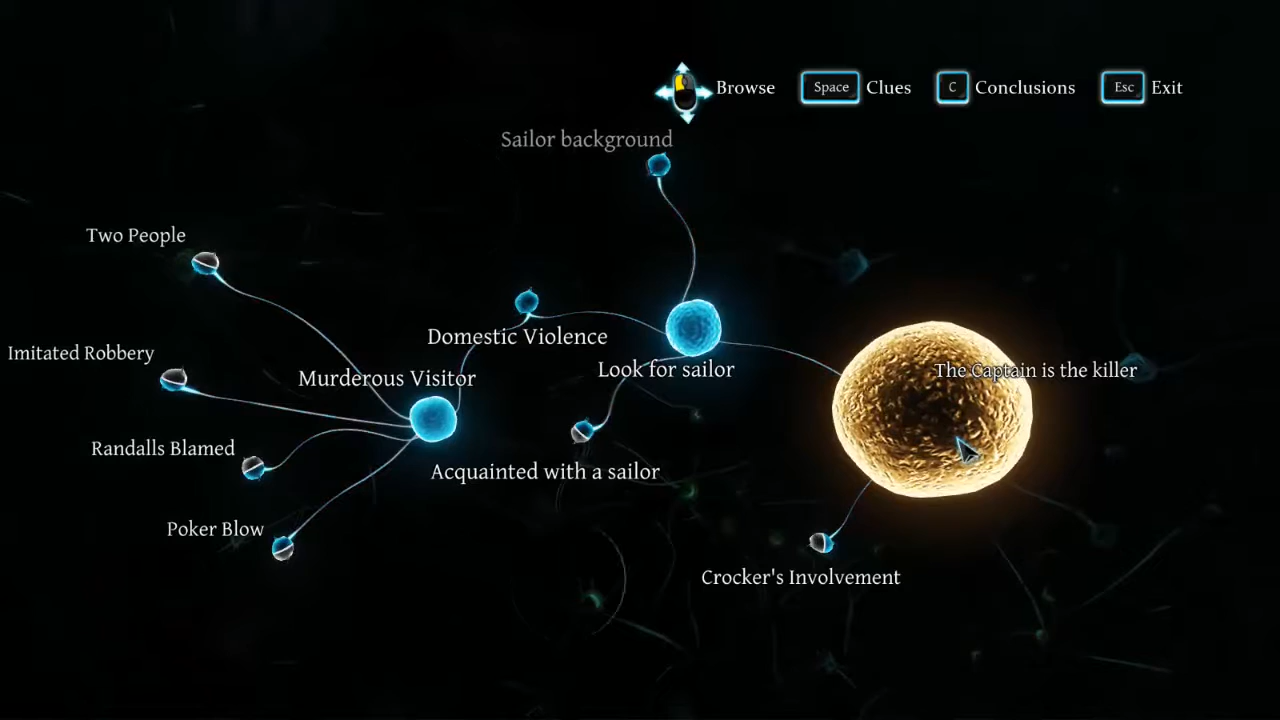 Browse
Space Clues
C Conclusions
Esc Exit
Sailor background
Two People
Domestic Violence
Imitated Robbery
Look for sailor
The Captain is the killer
Murderous Visitor
Randalls Blamed
Acquainted with a sailor
Poker Blow
Crocker's Involvement